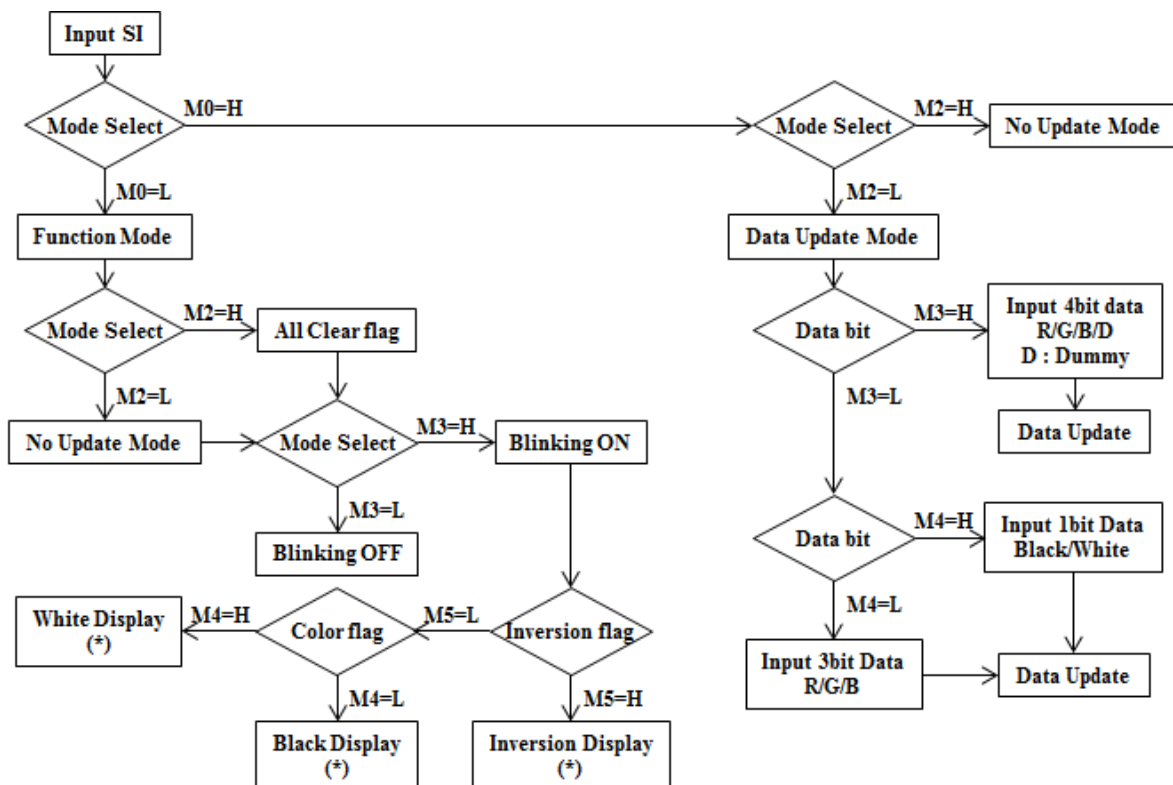 Input SI
Mode Select
M0=H
Mode Select
M2=H
No Update Mode
M0=L
M2=L
Function Mode
Data Update Mode
Mode Select
M2=H
All Clear flag
Data bit
M3=H
Input 4bit data
R/G/B/D
D : Dummy
M2=L
M3=L
No Update Mode
Mode Select
M3=H
Blinking ON
Data Update
M3=L
Blinking OFF
Data bit
M4=H
Input 1bit Data
Black/White
M4=L
White Display
(*)
M4=H
Color flag
M5=L
Inversion flag
Input 3bit Data
R/G/B
Data Update
M4=L
M5=H
Black Display
(*)
Inversion Display
(*)